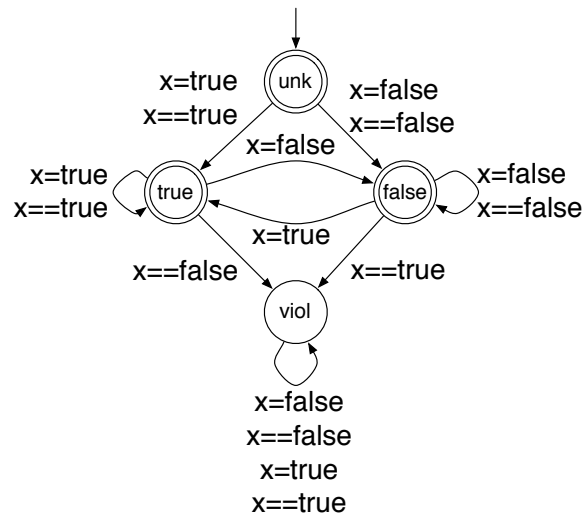 unk
x=true
x==true
x=false
x==false
x=false
true
false
x=true
x==true
x=false
x==false
x=true
x==false
x==true
viol
x=false
x==false
x=true
x==true